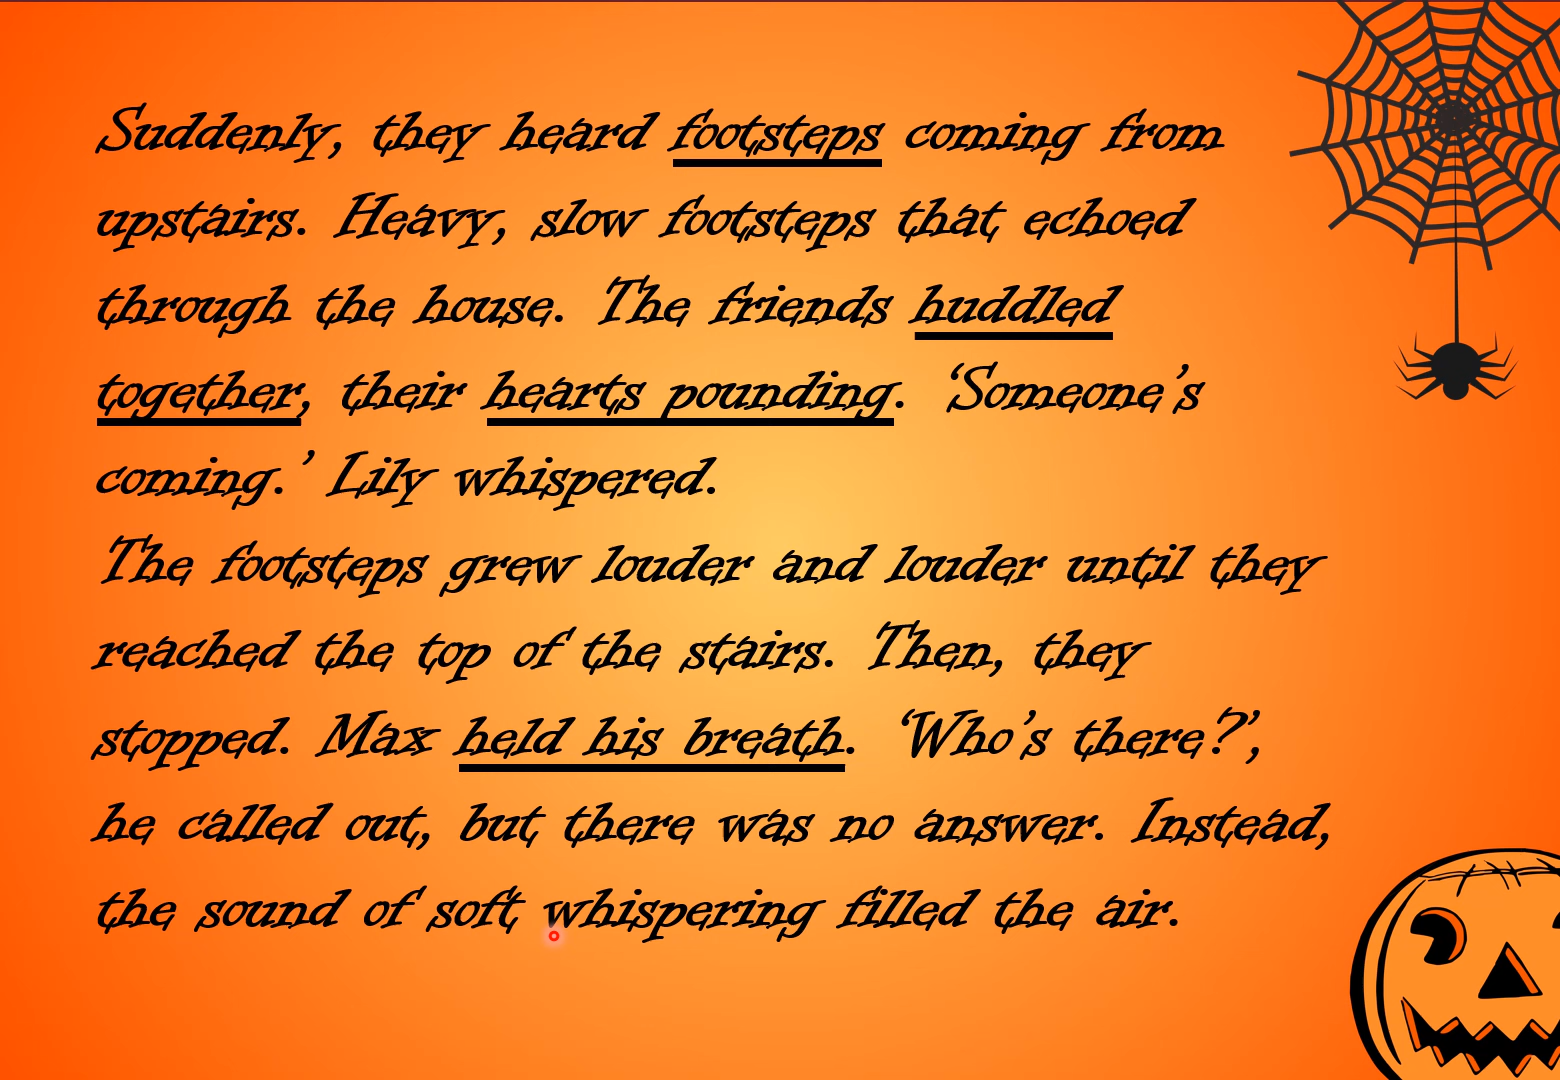 Suddenly, they heard footsteps coming from
upstairs. Heavy, slow footsteps that echoed
through the house. The friends huddled
together, their hearts pounding. ‘Someone’s
coming.’ Lily whispered.
The footsteps grew louder and louder until they
reached the top of the stairs. Then, they
stopped. Max held his breath. ‘Who’s there?’,
he called out, but there was no answer. Instead,
the sound of soft whispering filled the air.